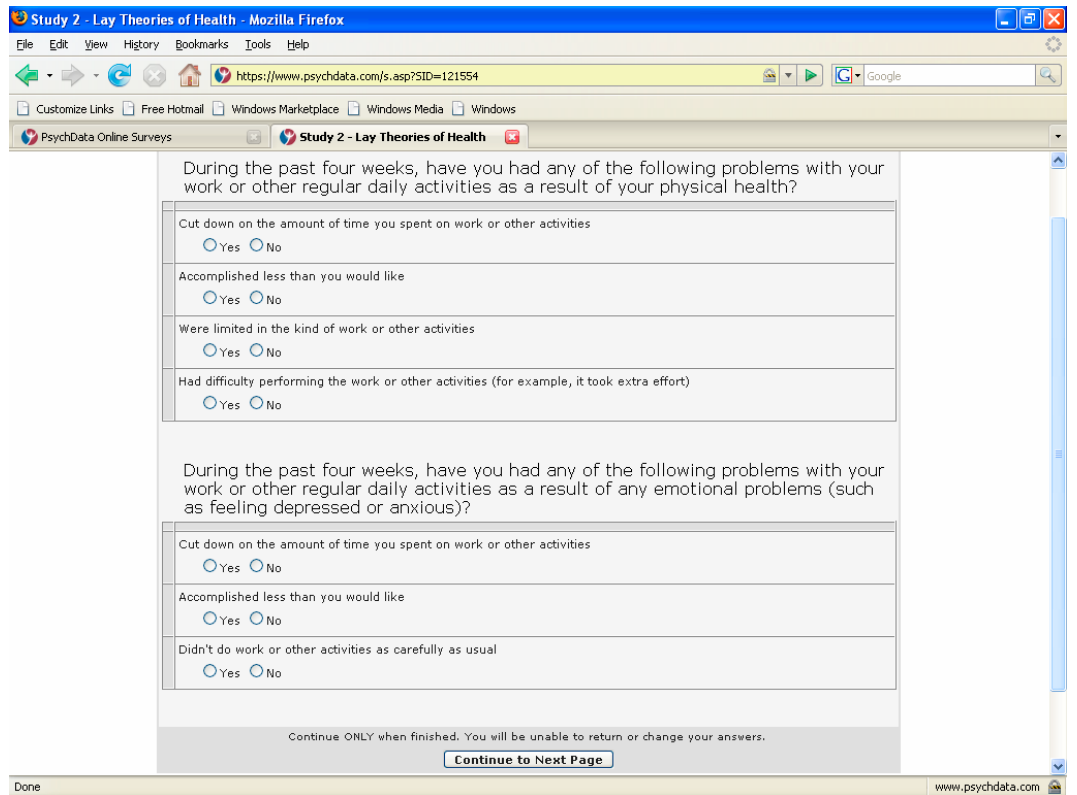 Study 2 - Lay Theories of Health - Mozilla Firefox
File Edit View History Bookmarks Tools Help
https://www.psychdata.com/s.asp?SID=121554
G Google
Customize Links Free Hotmail Windows Marketplace Windows Media Windows
PsychData Online Surveys Study 2 - Lay Theories of Health
During the past four weeks, have you had any of the following problems with your
work or other regular daily activities as a result of your physical health?
Cut down on the amount of time you spent on work or other activities
Yes No
Accomplished less than you would like
Yes No
Were limited in the kind of work or other activities
Yes No
Had difficulty performing the work or other activities (for example, it took extra effort)
Yes No
During the past four weeks, have you had any of the following problems with your
work or other regular daily activities as a result of any emotional problems (such
as feeling depressed or anxious)?
Cut down on the amount of time you spent on work or other activities
Yes No
Accomplished less than you would like
Yes No
Didn't do work or other activities as carefully as usual
Yes No
Continue ONLY when finished. You will be unable to return or change your answers.
Continue to Next Page
Done www.psychdata.com